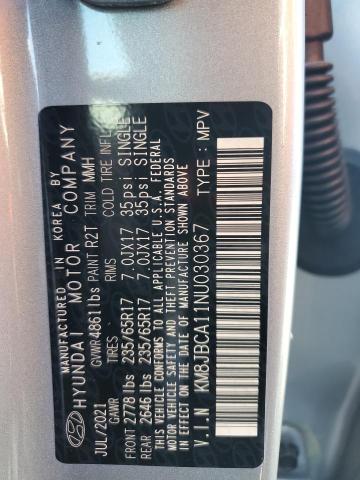 MANUFACTURED IN KOREA BY
HYUNDAI MOTOR COMPANY
JUL/2021 GVWR 4861 lbs PAINT R2T TRIM MMH
GAWR TIRES RIMS COLD TIRE INFL
FRONT 2778 lbs 235/65R17 7.0JX17 35psi SINGLE
REAR 2646 lbs 235/65R17 7.0JX17 35psi SINGLE
THIS VEHICLE CONFORMS TO ALL APPLICABLE U.S.A. FEDERAL
MOTOR VEHICLE SAFETY AND THEFT PREVENTION STANDARDS
IN EFFECT ON THE DATE OF MANUFACTURE SHOWN ABOVE.
V.I.N KM8JBCA11NU030367 TYPE : MPV